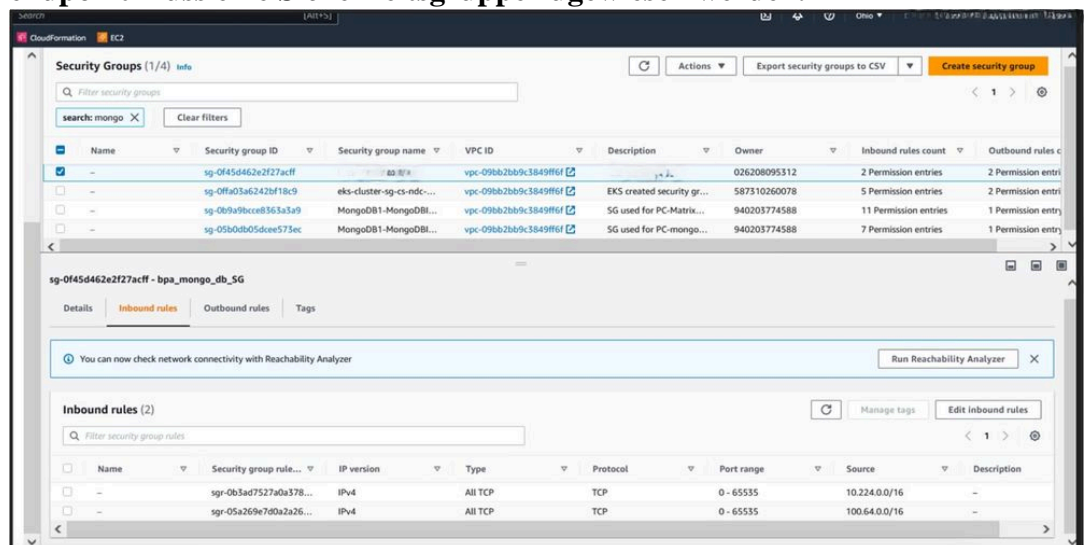 Search [Alt+S] Ohio ▼
CloudFormation EC2
Security Groups (1/4) Info
Actions ▼ Export security groups to CSV ▼ Create security group
Filter security groups
< 1 >
search: mongo X Clear filters
Name Security group ID Security group name VPC ID Description Owner Inbound rules count Outbound rules c
– sg-0f45d462e2f27acff vpc-09bb2bb9c3849ff6f 026208095312 2 Permission entries 2 Permission entri
– sg-0ffa03a6242bf18c9 eks-cluster-sg-cs-ndc-... vpc-09bb2bb9c3849ff6f EKS created security gr... 587310260078 5 Permission entries 2 Permission entri
– sg-0b9a9bcce8363a3a9 MongoDB1-MongoDBI... vpc-09bb2bb9c3849ff6f SG used for PC-Matrix... 940203774588 11 Permission entries 1 Permission entry
– sg-05b0db05dcee573ec MongoDB1-MongoDBI... vpc-09bb2bb9c3849ff6f SG used for PC-mongo... 940203774588 7 Permission entries 1 Permission entry
sg-0f45d462e2f27acff - bpa_mongo_db_SG
Details Inbound rules Outbound rules Tags
You can now check network connectivity with Reachability Analyzer Run Reachability Analyzer X
Inbound rules (2)
Manage tags Edit inbound rules
Filter security group rules
< 1 >
Name Security group rule... IP version Type Protocol Port range Source Description
– sgr-0b3ad7527a0a378... IPv4 All TCP TCP 0 - 65535 10.224.0.0/16 –
– sgr-05a269e7d0a2a26... IPv4 All TCP TCP 0 - 65535 100.64.0.0/16 –